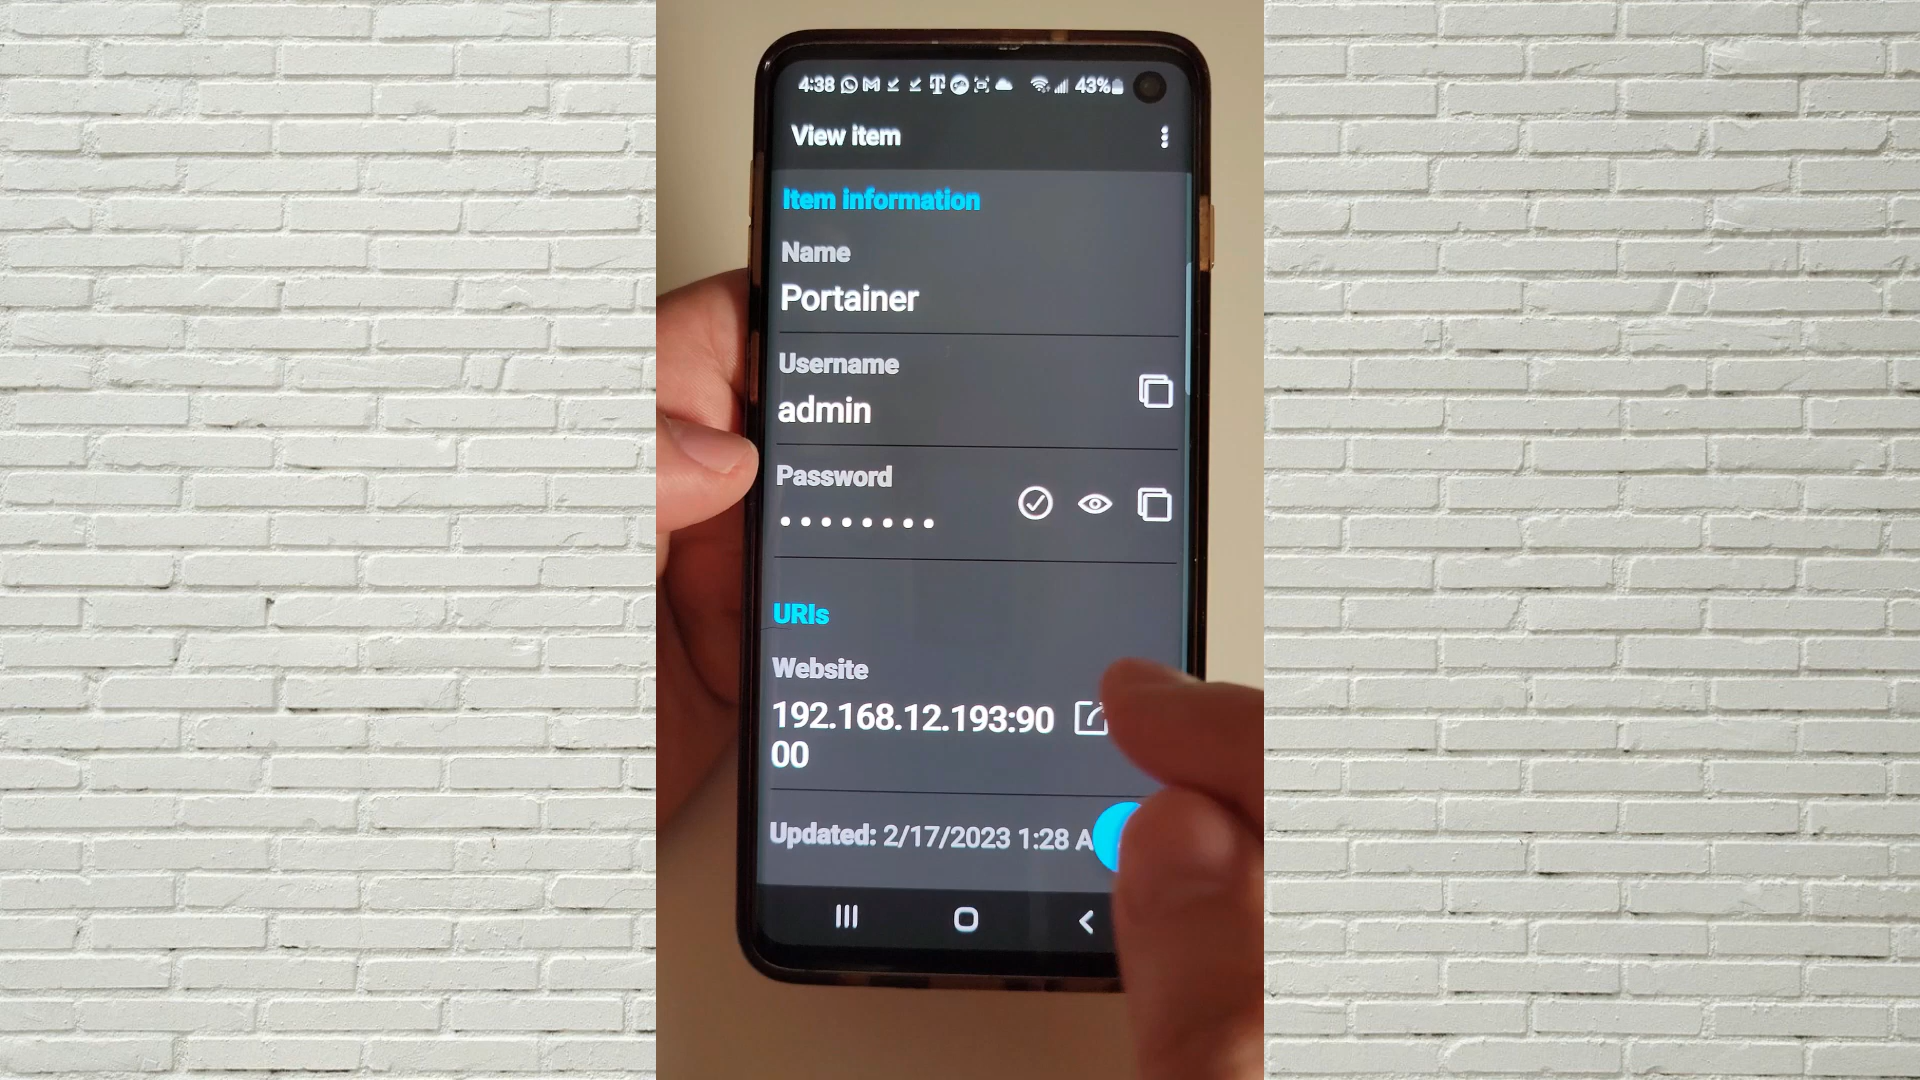 4:38 43%
View item
Item information
Name
Portainer
Username
admin
Password
URIs
Website
192.168.12.193:90
00
Updated: 2/17/2023 1:28 A